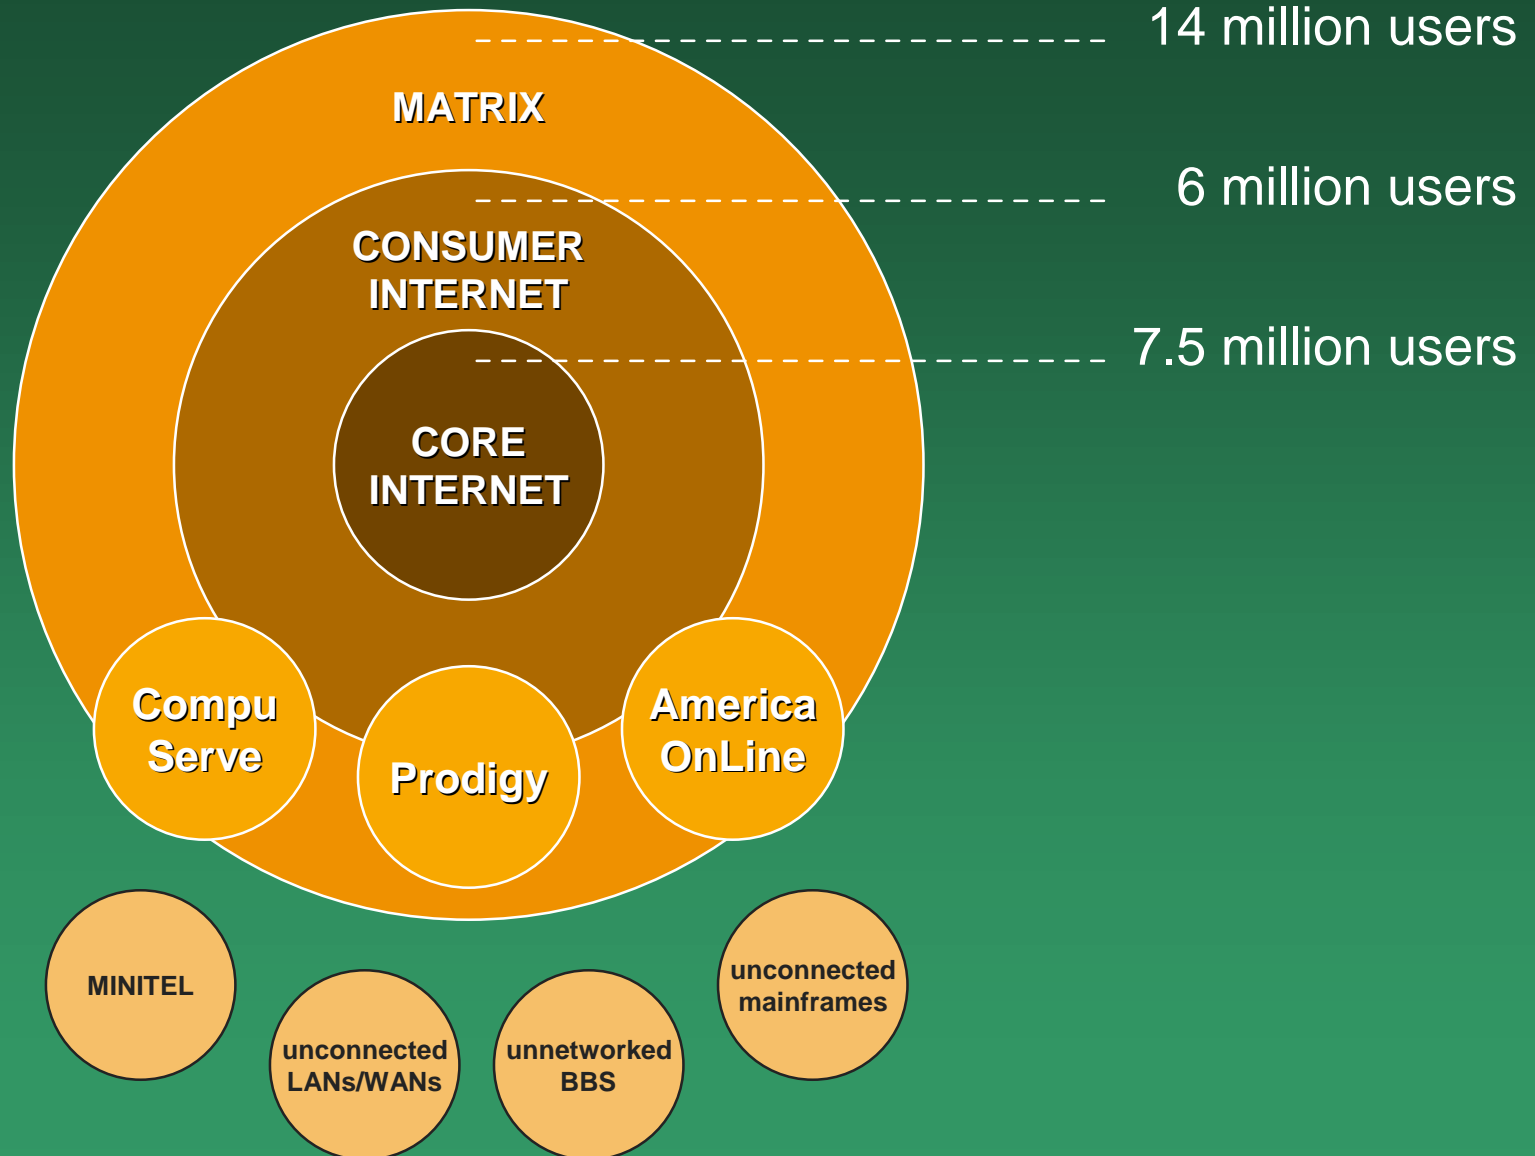 14 million users
MATRIX
6 million users
CONSUMER
INTERNET
7.5 million users
CORE
INTERNET
Compu
Serve
Prodigy
America
OnLine
MINITEL
unconnected
LANs/WANs
unnetworked
BBS
unconnected
mainframes